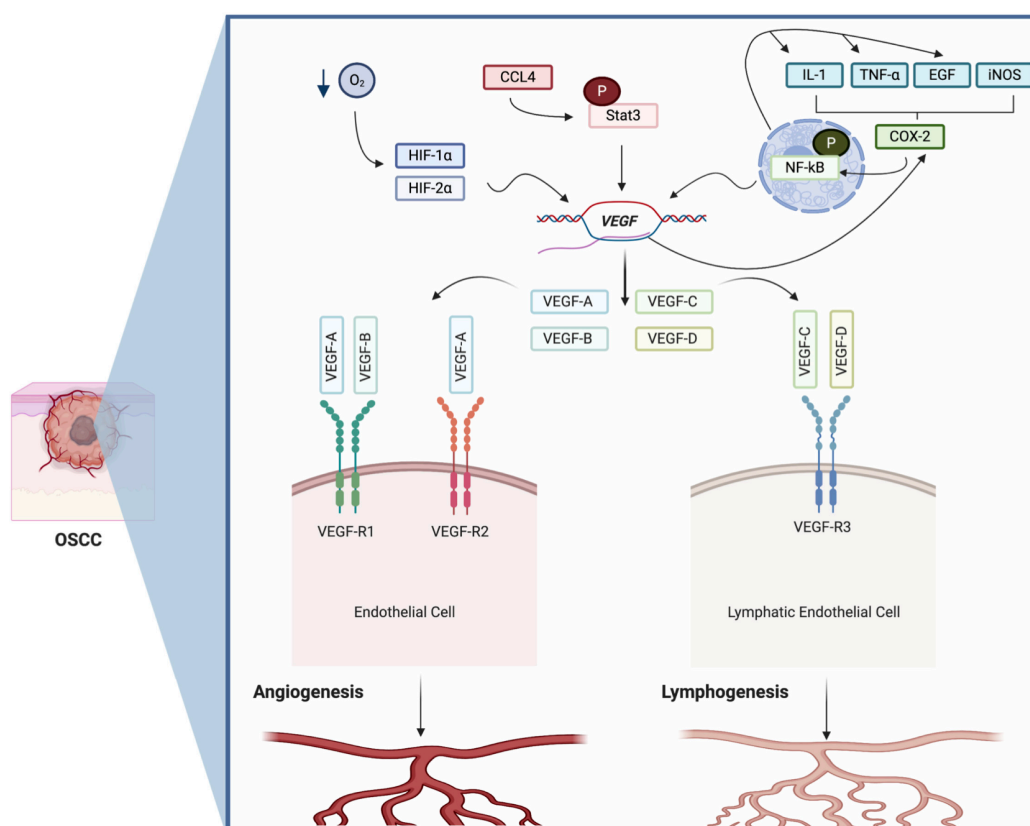 O₂
CCL4
P
Stat3
IL-1
TNF-α
EGF
iNOS
COX-2
P
NF-kB
HIF-1α
HIF-2α
VEGF
VEGF-A
VEGF-C
VEGF-B
VEGF-D
VEGF-A
VEGF-B
VEGF-A
VEGF-C
VEGF-D
VEGF-R1
VEGF-R2
VEGF-R3
OSCC
Endothelial Cell
Lymphatic Endothelial Cell
Angiogenesis
Lymphogenesis